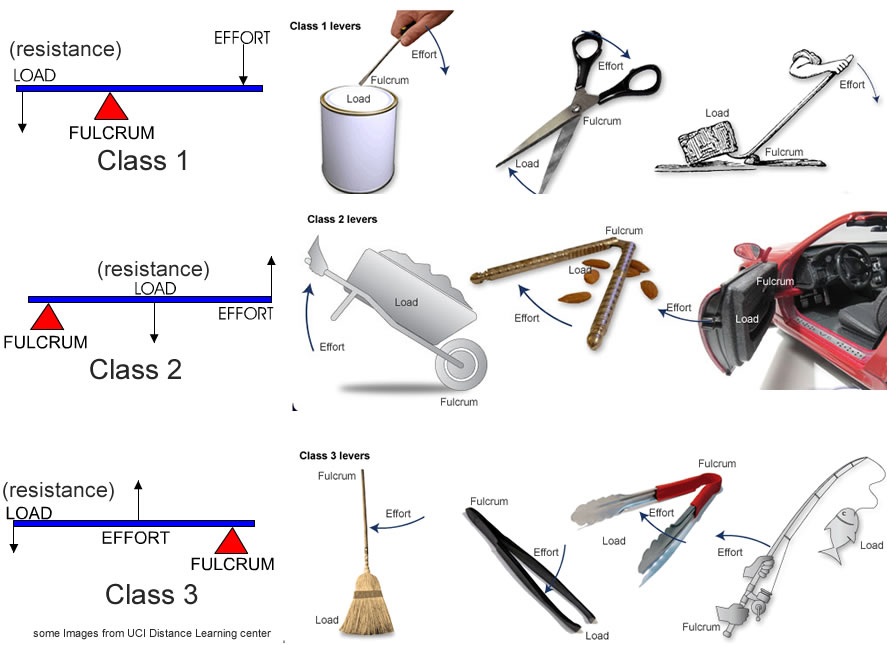 (resistance)
LOAD
EFFORT
FULCRUM
Class 1
Class 1 levers
Effort
Fulcrum
Load
Effort
Fulcrum
Load
Load
Effort
Fulcrum
(resistance)
LOAD
EFFORT
FULCRUM
Class 2
Class 2 levers
Load
Effort
Fulcrum
Fulcrum
Load
Effort
Fulcrum
Effort
Load
(resistance)
LOAD
EFFORT
FULCRUM
Class 3
some Images from UCI Distance Learning center
Class 3 levers
Fulcrum
Effort
Load
Fulcrum
Effort
Load
Fulcrum
Effort
Load
Effort
Load
Fulcrum